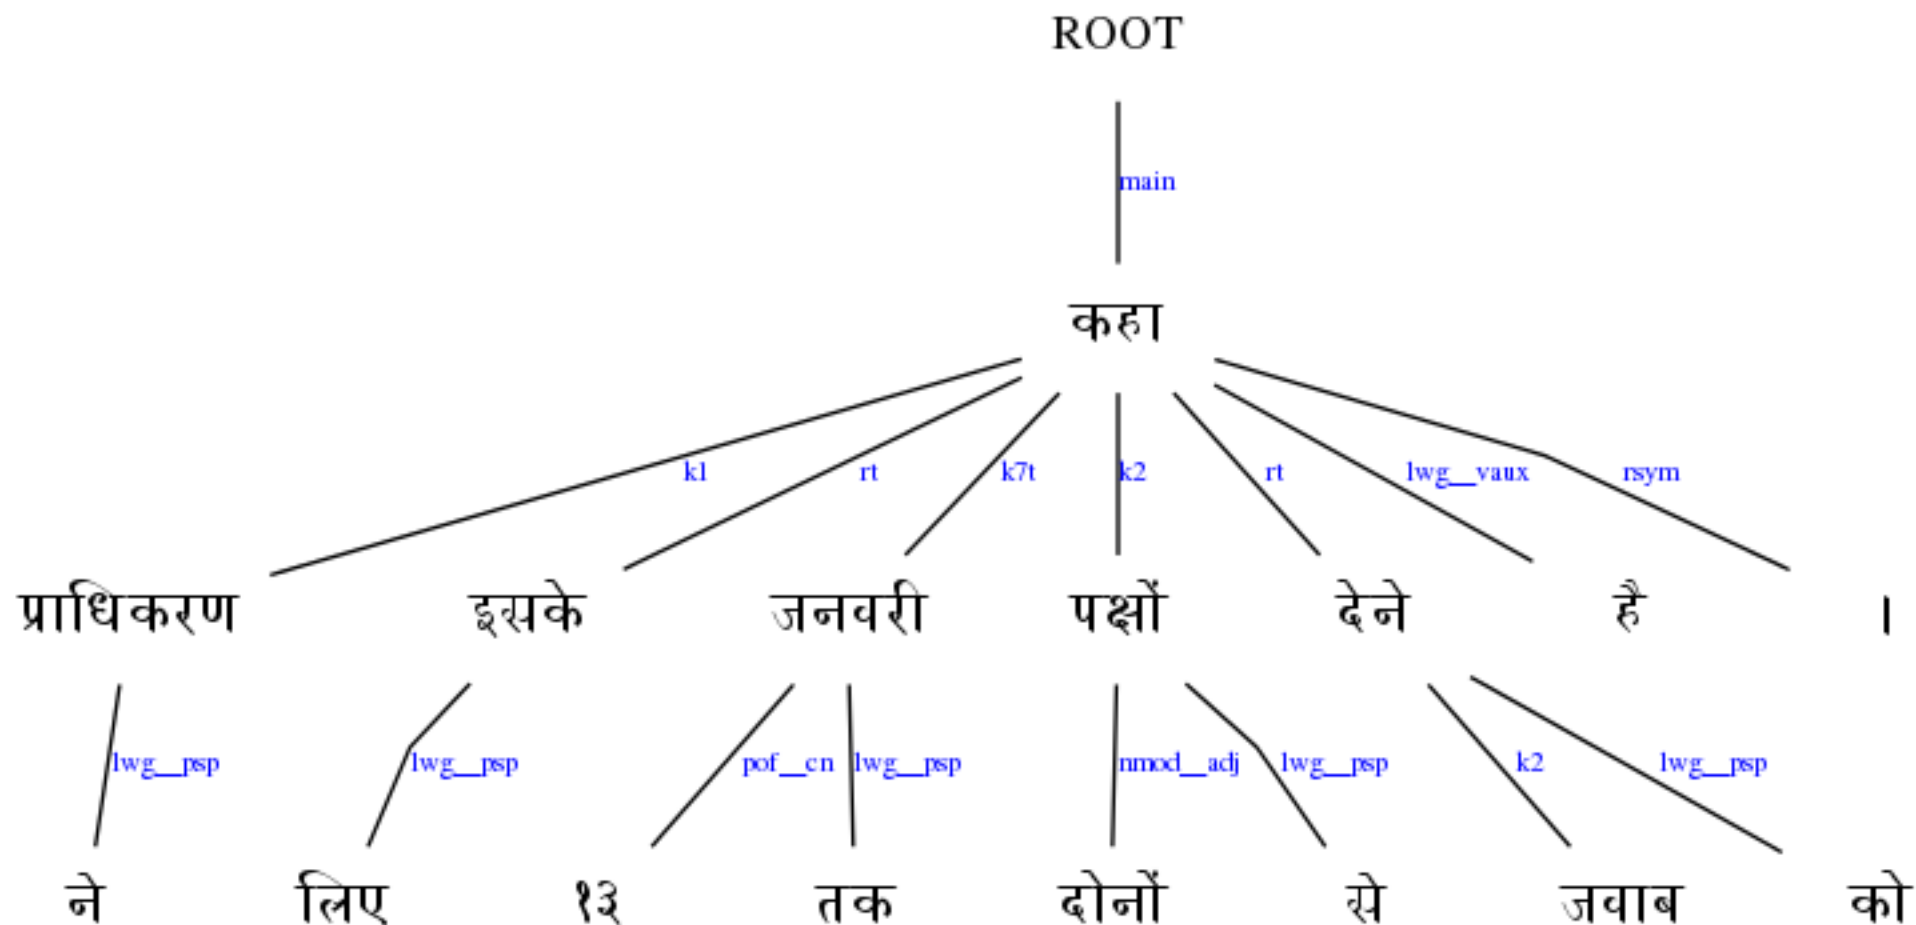 ROOT
main
कहा
k1 rt k7t k2 rt lwg__vaux rsym
प्राधिकरण इसके जनवरी पक्षों देने है ।
lwg__psp lwg__psp pof__cn lwg__psp nmod__adj lwg__psp k2 lwg__psp
ने लिए १३ तक दोनों से जवाब को